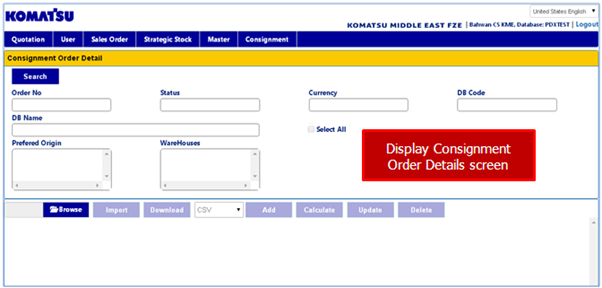 KOMATSU
United States English
KOMATSU MIDDLE EAST FZE | Bahwan CS KME, Database: PDXTEST | Logout
Quotation User Sales Order Strategic Stock Master Consignment
Consignment Order Detail
Search
Order No Status Currency DB Code
DB Name
Select All
Prefered Origin WareHouses
Display Consignment
Order Details screen
Browse Import Download CSV Add Calculate Update Delete